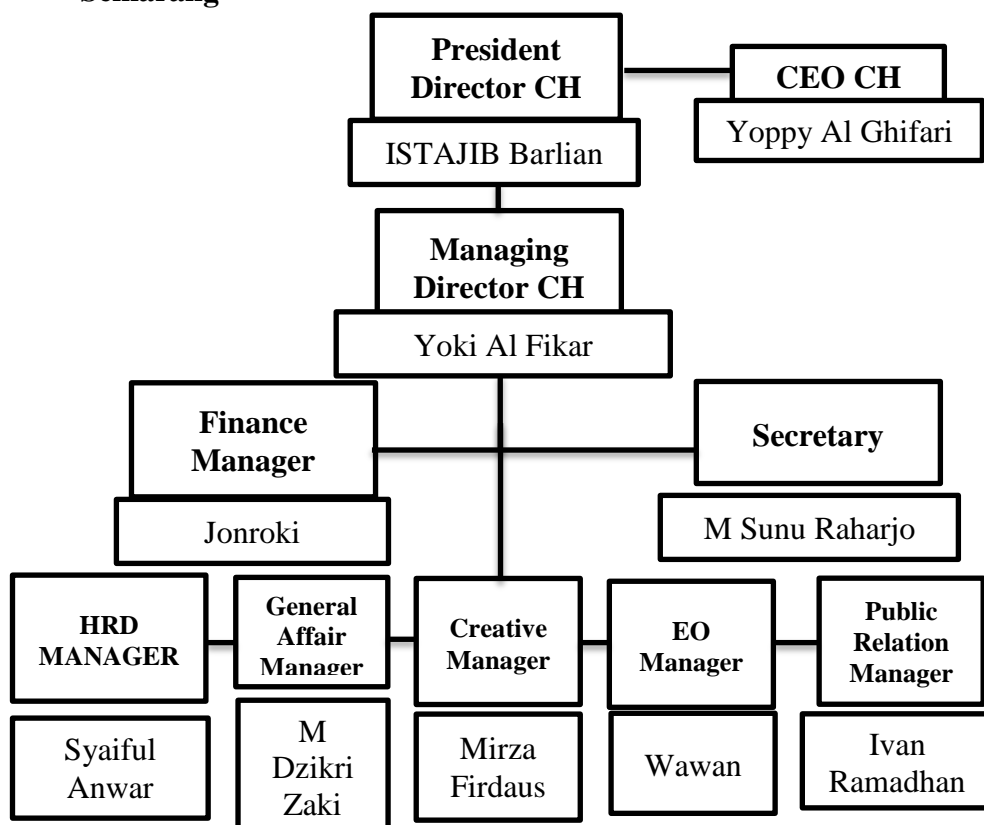 Semarang
President
Director CH
CEO CH
ISTAJIB Barlian
Yoppy Al Ghifari
Managing
Director CH
Yoki Al Fikar
Finance
Manager
Secretary
Jonroki
M Sunu Raharjo
HRD
MANAGER
General
Affair
Manager
Creative
Manager
EO
Manager
Public
Relation
Manager
Syaiful
Anwar
M
Dzikri
Zaki
Mirza
Firdaus
Wawan
Ivan
Ramadhan